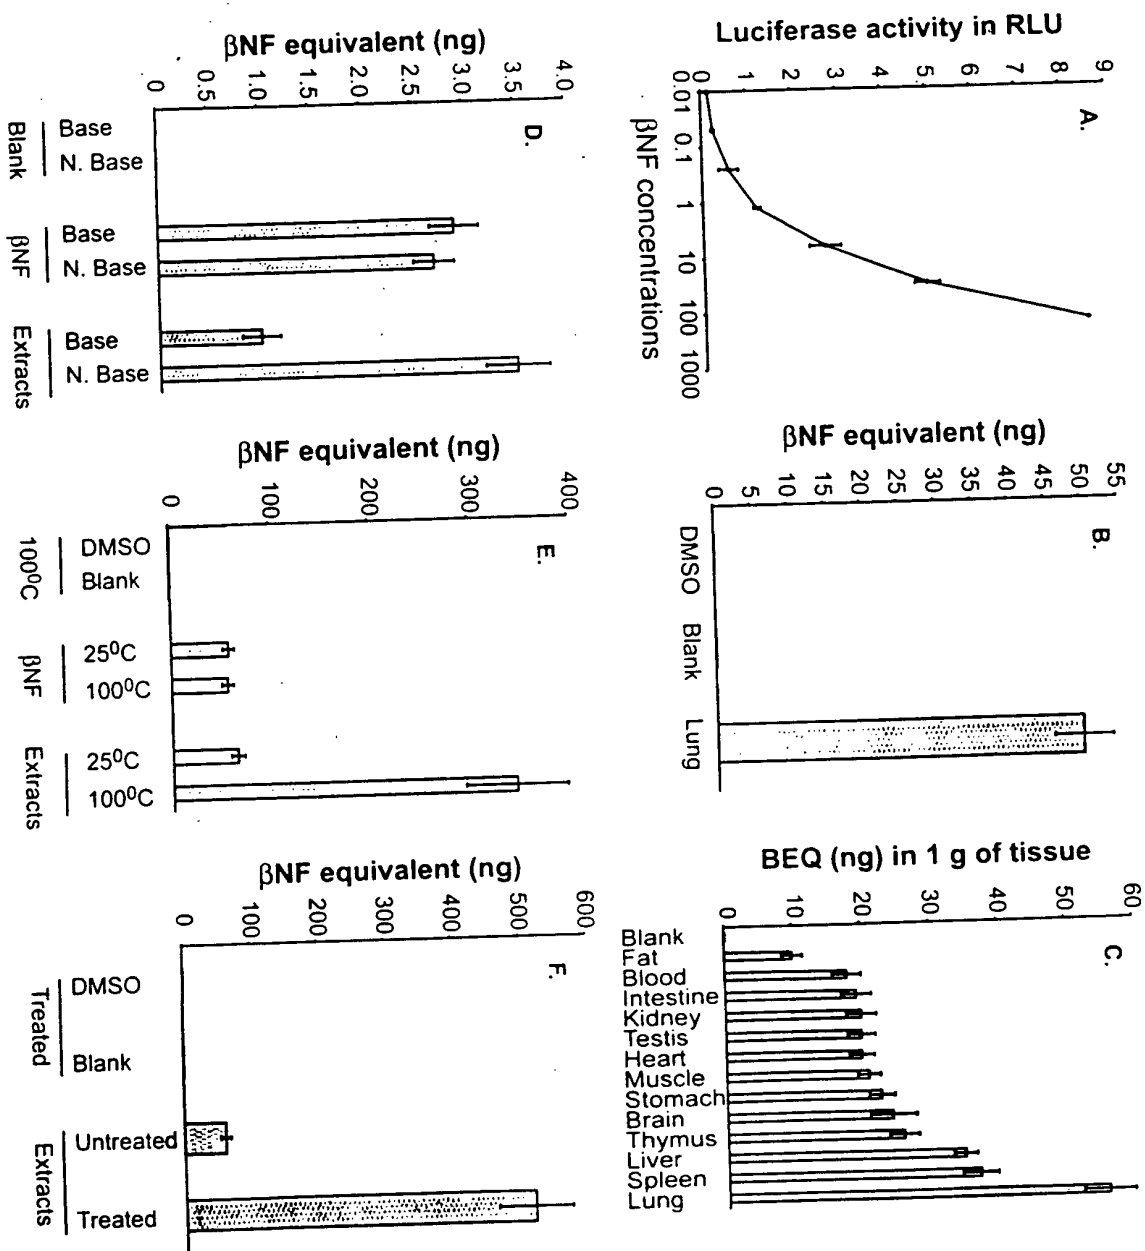 A.
Luciferase activity in RLU
9
8
7
6
5
4
3
2
1
0
0.01
0.1
1
10
100
1000
βNF concentrations
B.
βNF equivalent (ng)
55
50
45
40
35
30
25
20
15
10
5
0
DMSO
Blank
Lung
C.
BEQ (ng) in 1 g of tissue
60
50
40
30
20
10
0
Blank
Fat
Blood
Intestine
Kidney
Testis
Heart
Muscle
Stomach
Brain
Thymus
Liver
Spleen
Lung
D.
βNF equivalent (ng)
4.0
3.5
3.0
2.5
2.0
1.5
1.0
0.5
0
Base
N. Base
Blank
Base
N. Base
βNF
Base
N. Base
Extracts
E.
βNF equivalent (ng)
400
300
200
100
0
DMSO
Blank
100⁰C
25⁰C
100⁰C
βNF
25⁰C
100⁰C
Extracts
F.
βNF equivalent (ng)
600
500
400
300
200
100
0
DMSO
Blank
Treated
Untreated
Treated
Extracts